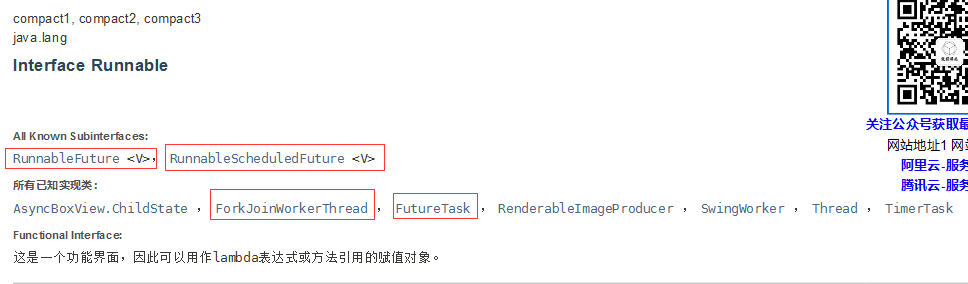 compact1, compact2, compact3
java.lang
Interface Runnable
All Known Subinterfaces:
RunnableFuture <V>， RunnableScheduledFuture <V>
所有已知实现类：
AsyncBoxView.ChildState ， ForkJoinWorkerThread ， FutureTask ， RenderableImageProducer ， SwingWorker ， Thread ， TimerTask
Functional Interface:
这是一个功能界面，因此可以用作lambda表达式或方法引用的赋值对象。
关注公众号获取最
网站地址1 网站
阿里云-服务
腾讯云-服务